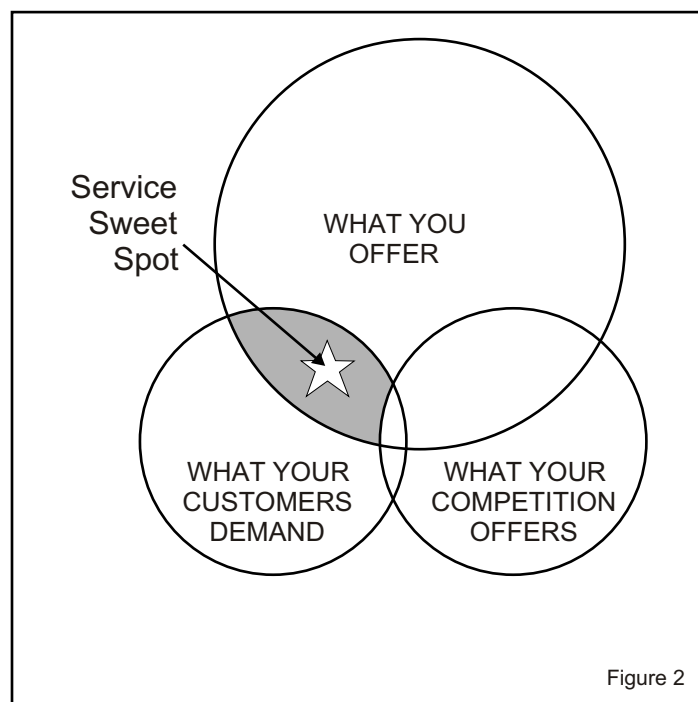 Service
Sweet
Spot
WHAT YOU
OFFER
WHAT YOUR
CUSTOMERS
DEMAND
WHAT YOUR
COMPETITION
OFFERS
Figure 2